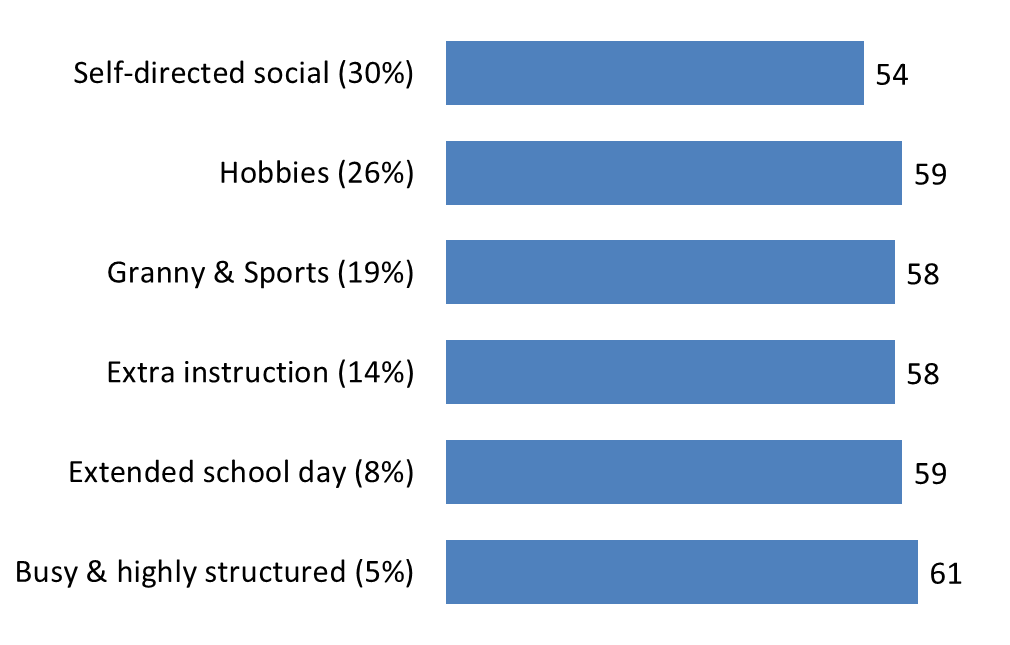 Self-directed social (30%) 54
Hobbies (26%) 59
Granny & Sports (19%) 58
Extra instruction (14%) 58
Extended school day (8%) 59
Busy & highly structured (5%) 61